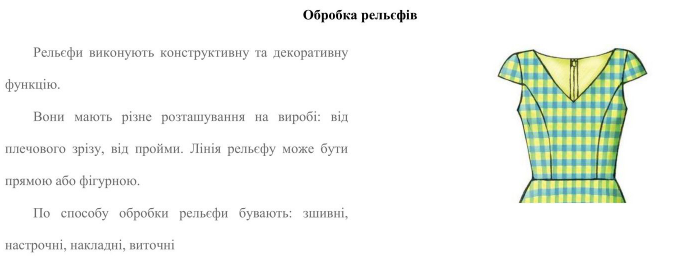 Обробка рельєфів
Рельєфи виконують конструктивну та декоративну
функцію.
Вони мають різне розташування на виробі: від
плечового зрізу, від пройми. Лінія рельєфу може бути
прямою або фігурною.
По способу обробки рельєфи бувають: зшивні,
настрочні, накладні, виточні